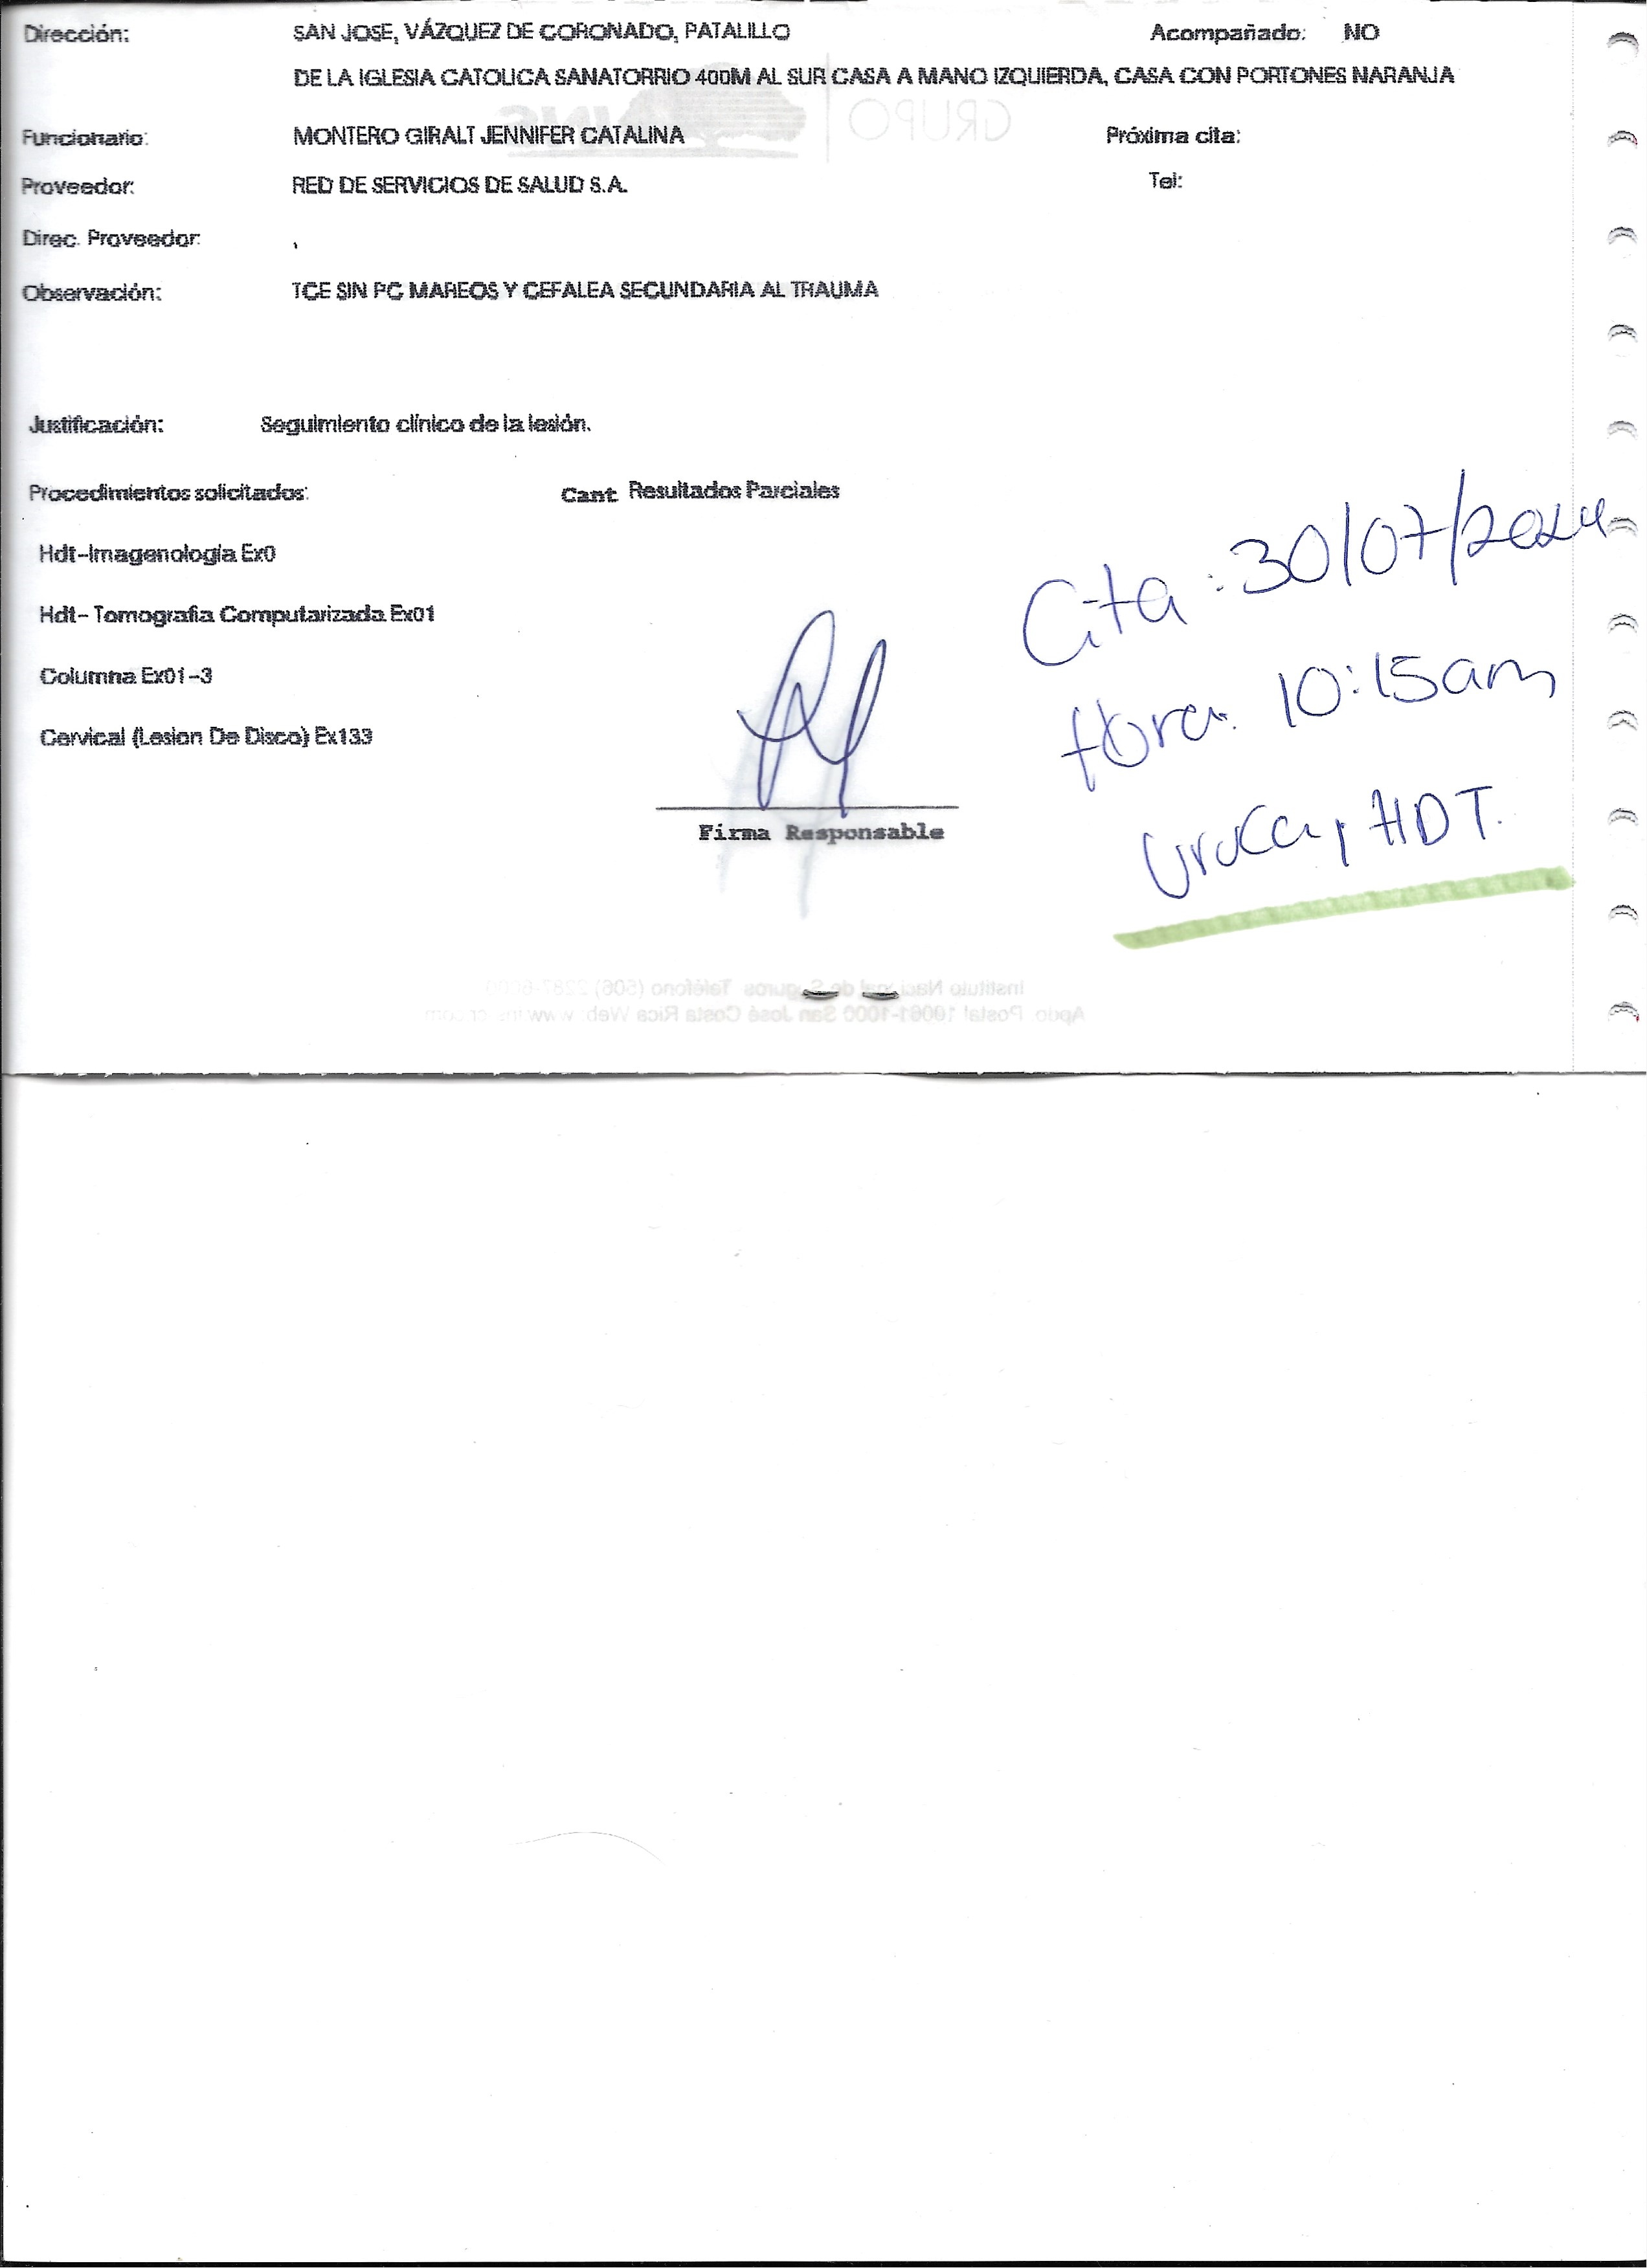 Dirección: SAN JOSE, VÁZQUEZ DE CORONADO, PATALILLO Acompañado: NO
DE LA IGLESIA CATOLICA SANATORRIO 400M AL SUR CASA A MANO IZQUIERDA, CASA CON PORTONES NARANJA
GRUPO INS
Funcionario: MONTERO GIRALT JENNIFER CATALINA Próxima cita:
Proveedor: RED DE SERVICIOS DE SALUD S.A. Tel:
Direc. Proveedor: ,
Observación: TCE SIN PC MAREOS Y CEFALEA SECUNDARIA AL TRAUMA
Justificación: Seguimiento clínico de la lesión.
Procedimientos solicitados: Cant Resultados Parciales
Hdt-Imagenología Ex0
Hdt- Tomografia Computarizada Ex01
Columna Ex01-3
Cervical (Lesion De Disco) Ex133
Cita: 30/07/2024
Hora: 10:15am
HDT.
Firma Responsable
Instituto Nacional de Seguros Teléfono (506) 2287-6000
Apdo. Postal 10061-1000 San José Costa Rica Web: www.ins-cr.com